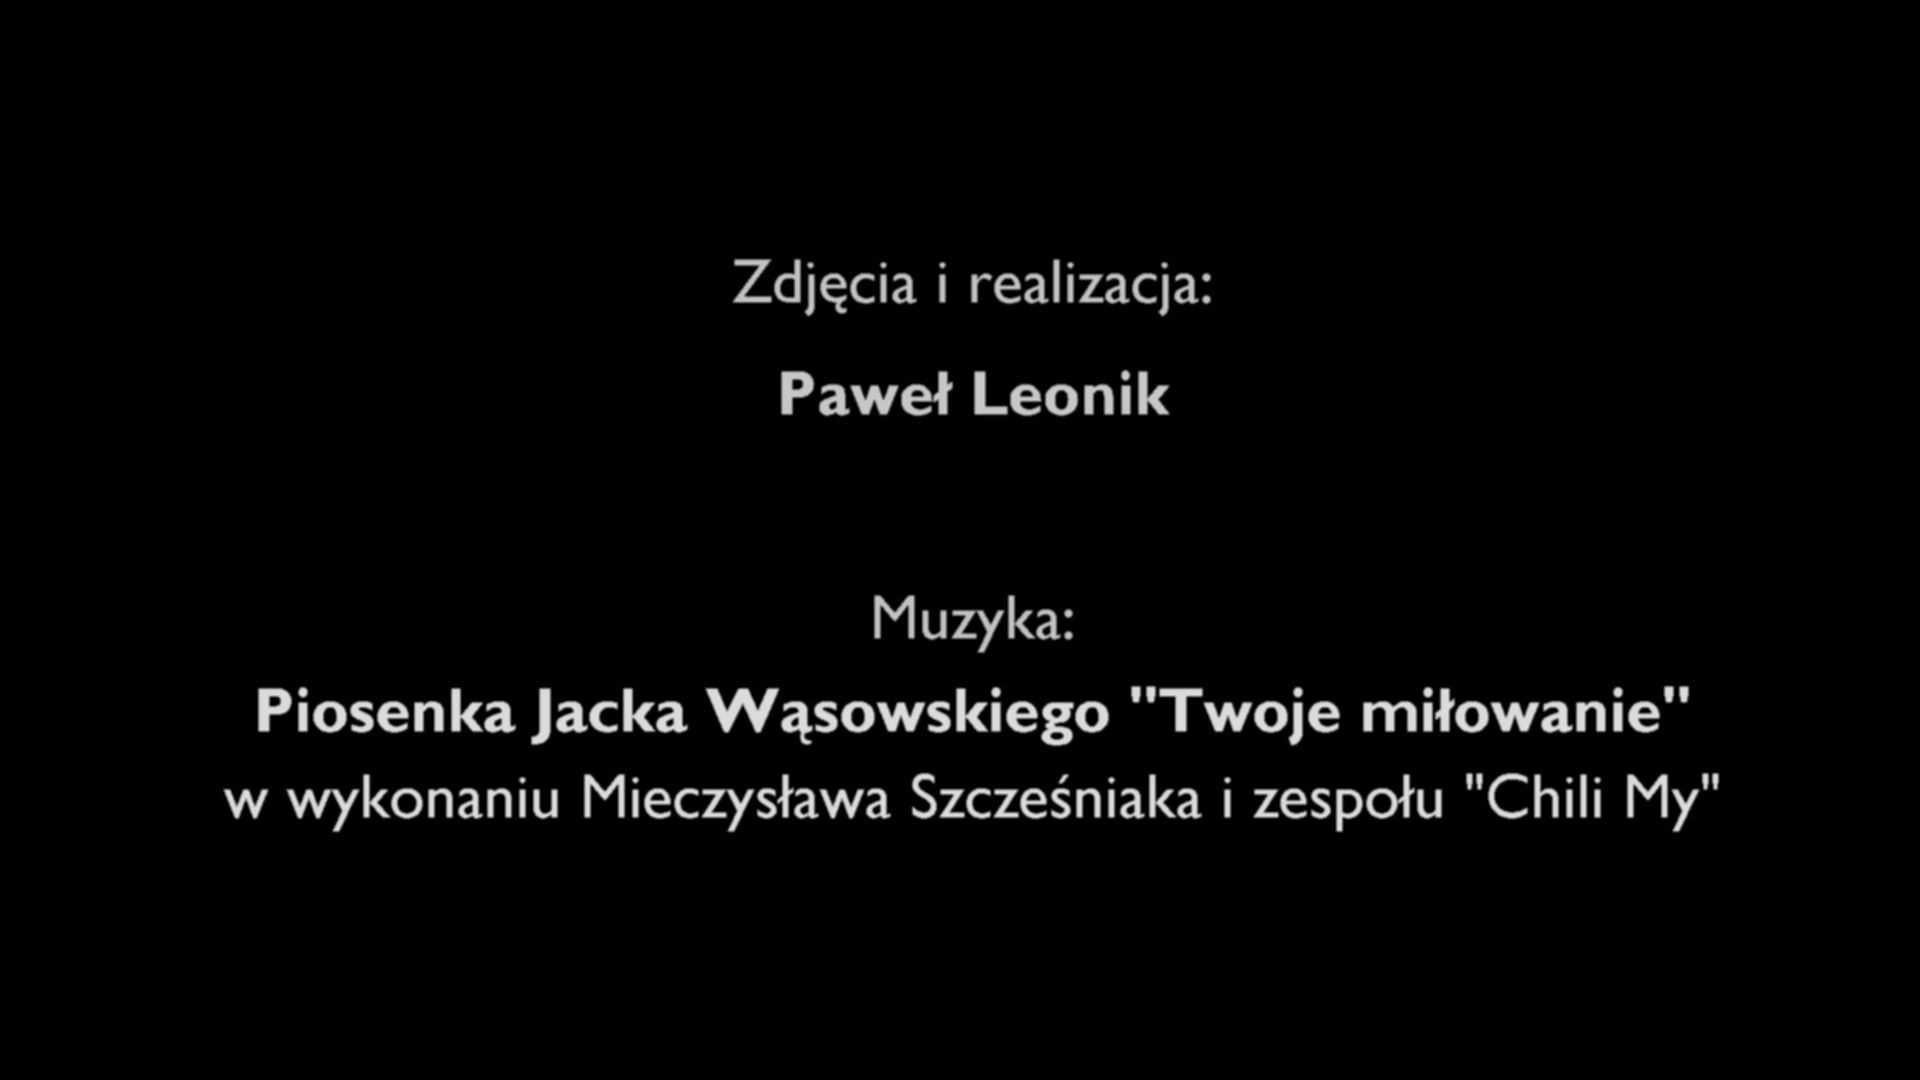 Zdjęcia i realizacja:
Paweł Leonik
Muzyka:
Piosenka Jacka Wąsowskiego "Twoje miłowanie"
w wykonaniu Mieczysława Szcześniaka i zespołu "Chili My"